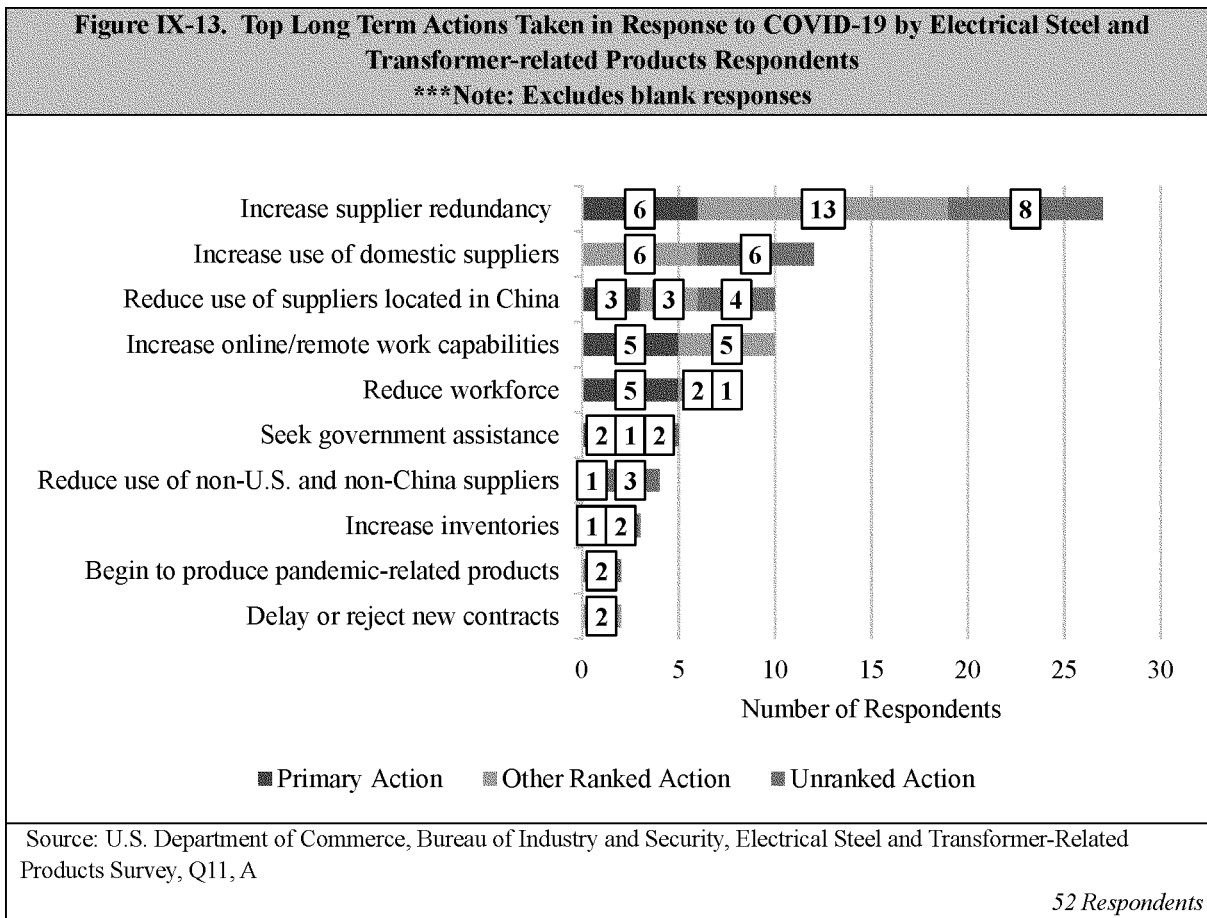 Figure IX-13. Top Long Term Actions Taken in Response to COVID-19 by Electrical Steel and
Transformer-related Products Respondents
***Note: Excludes blank responses
Increase supplier redundancy 6 13 8
Increase use of domestic suppliers 6 6
Reduce use of suppliers located in China 3 3 4
Increase online/remote work capabilities 5 5
Reduce workforce 5 2 1
Seek government assistance 2 1 2
Reduce use of non-U.S. and non-China suppliers 1 3
Increase inventories 1 2
Begin to produce pandemic-related products 2
Delay or reject new contracts 2
0 5 10 15 20 25 30
Number of Respondents
Primary Action Other Ranked Action Unranked Action
Source: U.S. Department of Commerce, Bureau of Industry and Security, Electrical Steel and Transformer-Related
Products Survey, Q11, A
52 Respondents